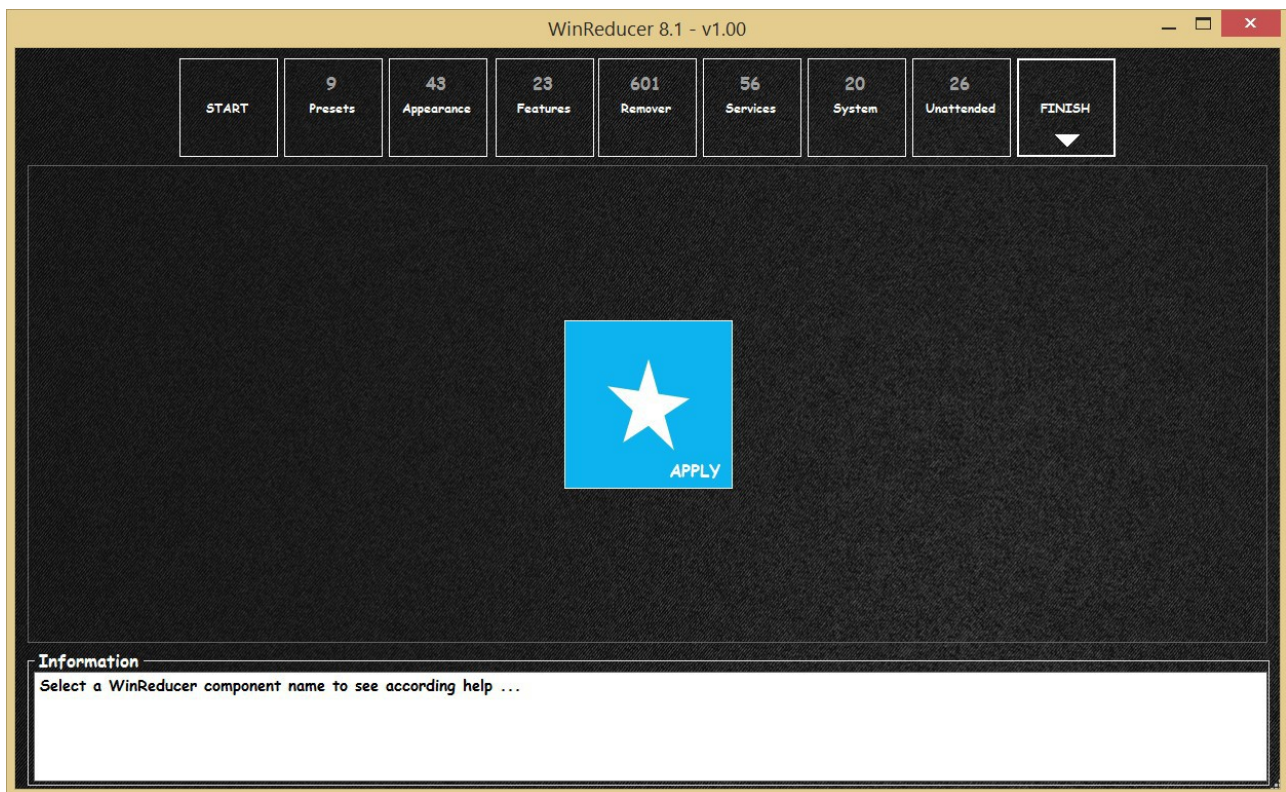 WinReducer 8.1 - v1.00
START
9
Presets
43
Appearance
23
Features
601
Remover
56
Services
20
System
26
Unattended
FINISH
APPLY
Information
Select a WinReducer component name to see according help ...